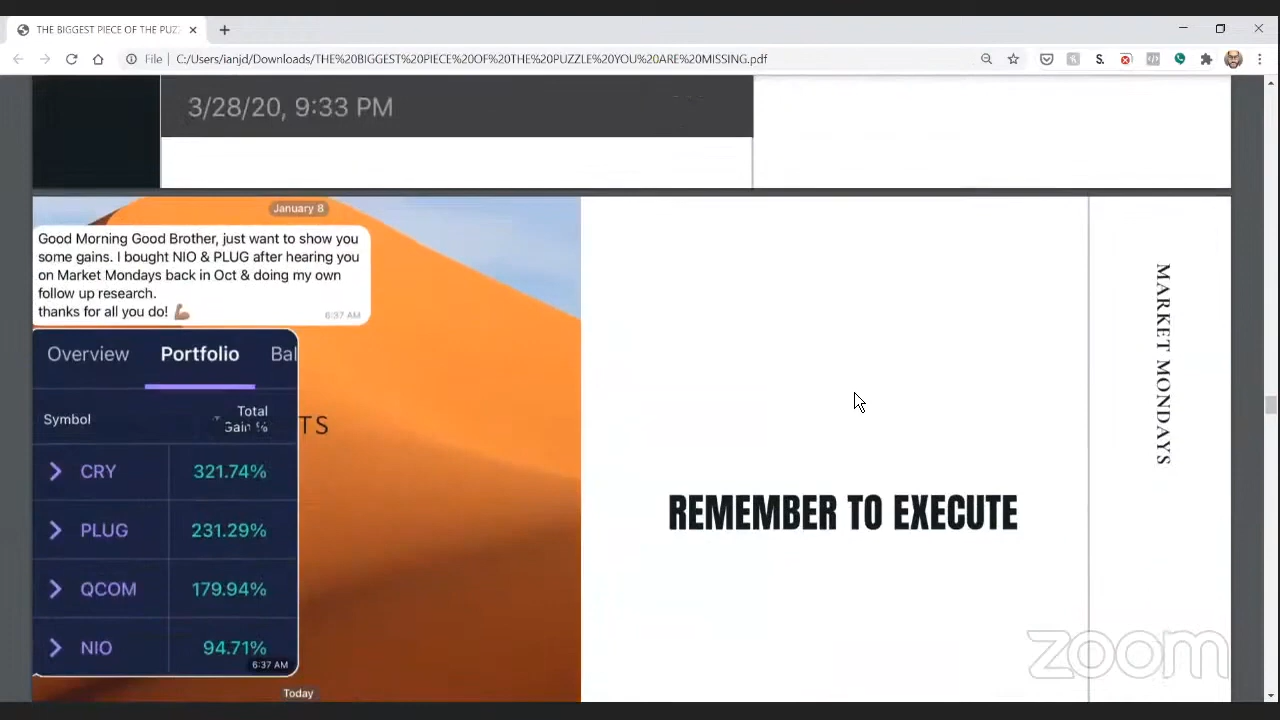 THE BIGGEST PIECE OF THE PUZ
File
C:/Users/ianjd/Downloads/THE%20BIGGEST%20PIECE%20OF%20THE%20PUZZLE%20YOU%20ARE%20MISSING.pdf
3/28/20, 9:33 PM
January 8
Good Morning Good Brother, just want to show you
some gains. I bought NIO & PLUG after hearing you
on Market Mondays back in Oct & doing my own
follow up research.
thanks for all you do! 💪🏽
6:37 AM
Overview Portfolio Bal
Symbol
Total
Gain %
TS
CRY 321.74%
PLUG 231.29%
QCOM 179.94%
NIO 94.71%
6:37 AM
Today
REMEMBER TO EXECUTE
MARKET MONDAYS
zoom